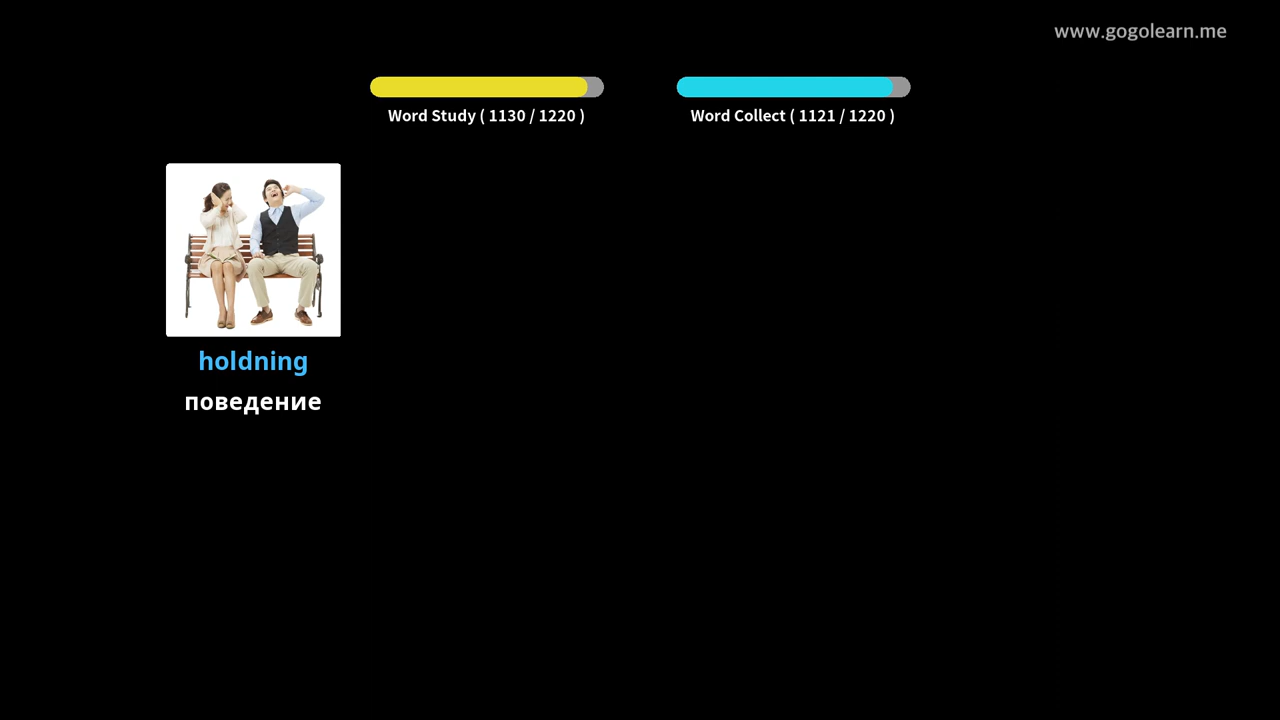 www.gogolearn.me
Word Study ( 1130 / 1220 )
Word Collect ( 1121 / 1220 )
holdning
поведение